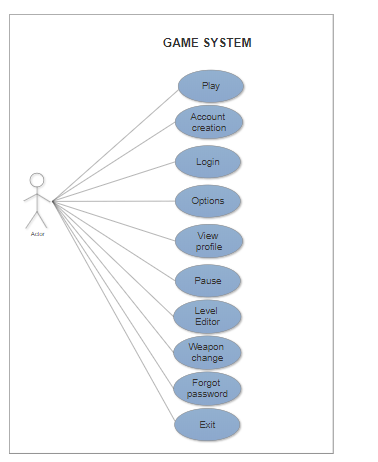 GAME SYSTEM
Play
Account
creation
Login
Options
View
profile
Actor
Pause
Level
Editor
Weapon
change
Forgot
password
Exit